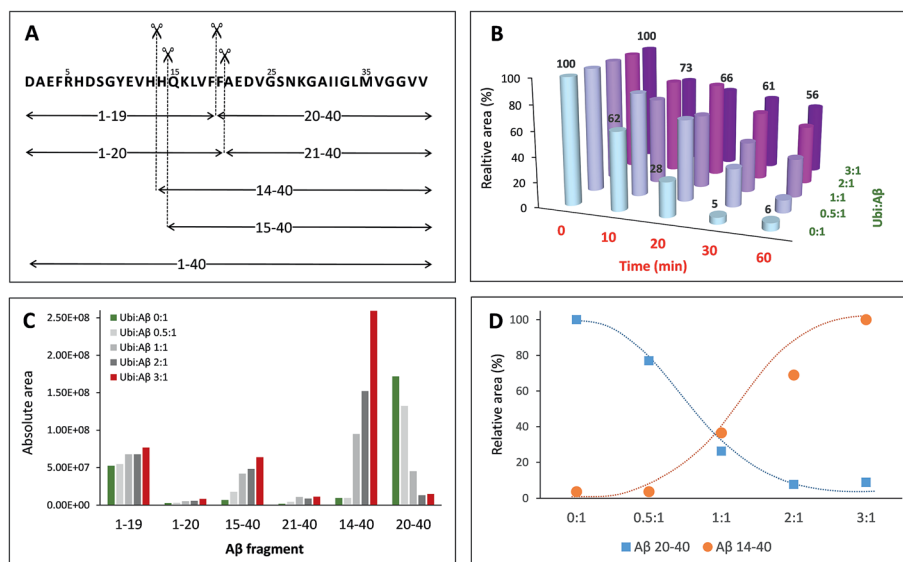 A
5 15 25 35
DAEFRHDSGYEVHHQKLVFFAEDVGSNKGAIIGLMVGGVV
1-19 20-40
1-20 21-40
14-40
15-40
1-40
B
Realtive area (%)
100
80
60
40
20
0
100
62
28
5
6
100
73
66
61
56
3:1
2:1
1:1
0.5:1
0:1
Ubi:Aβ
0 10 20 30 60
Time (min)
C
Absolute area
2.50E+08
2.00E+08
1.50E+08
1.00E+08
5.00E+07
0.00E+00
Ubi:Aβ 0:1
Ubi:Aβ 0.5:1
Ubi:Aβ 1:1
Ubi:Aβ 2:1
Ubi:Aβ 3:1
1-19 1-20 15-40 21-40 14-40 20-40
Aβ fragment
D
Relative area (%)
100
80
60
40
20
0
0:1 0.5:1 1:1 2:1 3:1
Aβ 20-40 Aβ 14-40